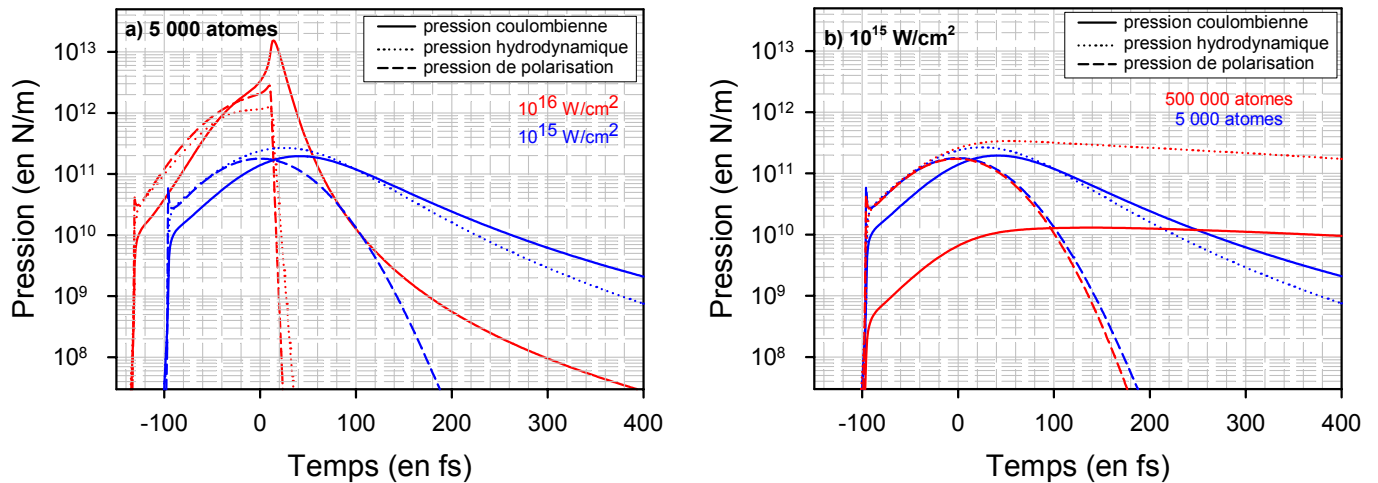 a) 5 000 atomes
pression coulombienne
pression hydrodynamique
pression de polarisation
10^16 W/cm^2
10^15 W/cm^2
Pression (en N/m)
10^13
10^12
10^11
10^10
10^9
10^8
-100 0 100 200 300 400
Temps (en fs)
b) 10^15 W/cm^2
pression coulombienne
pression hydrodynamique
pression de polarisation
500 000 atomes
5 000 atomes
Pression (en N/m)
10^13
10^12
10^11
10^10
10^9
10^8
-100 0 100 200 300 400
Temps (en fs)